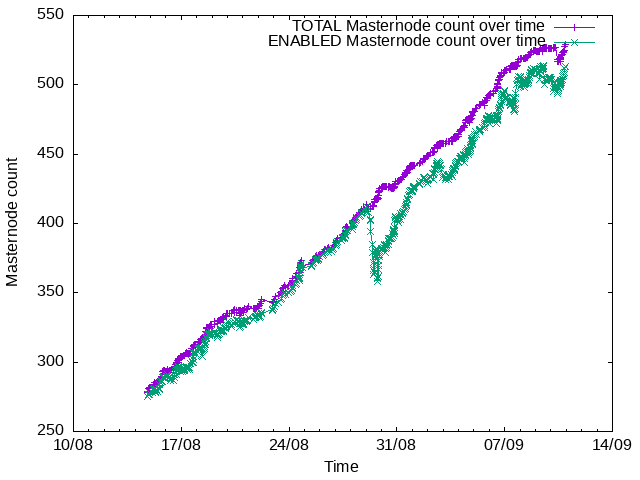 TOTAL Masternode count over time
ENABLED Masternode count over time
550
500
450
400
350
300
250
Masternode count
10/08 17/08 24/08 31/08 07/09 14/09
Time